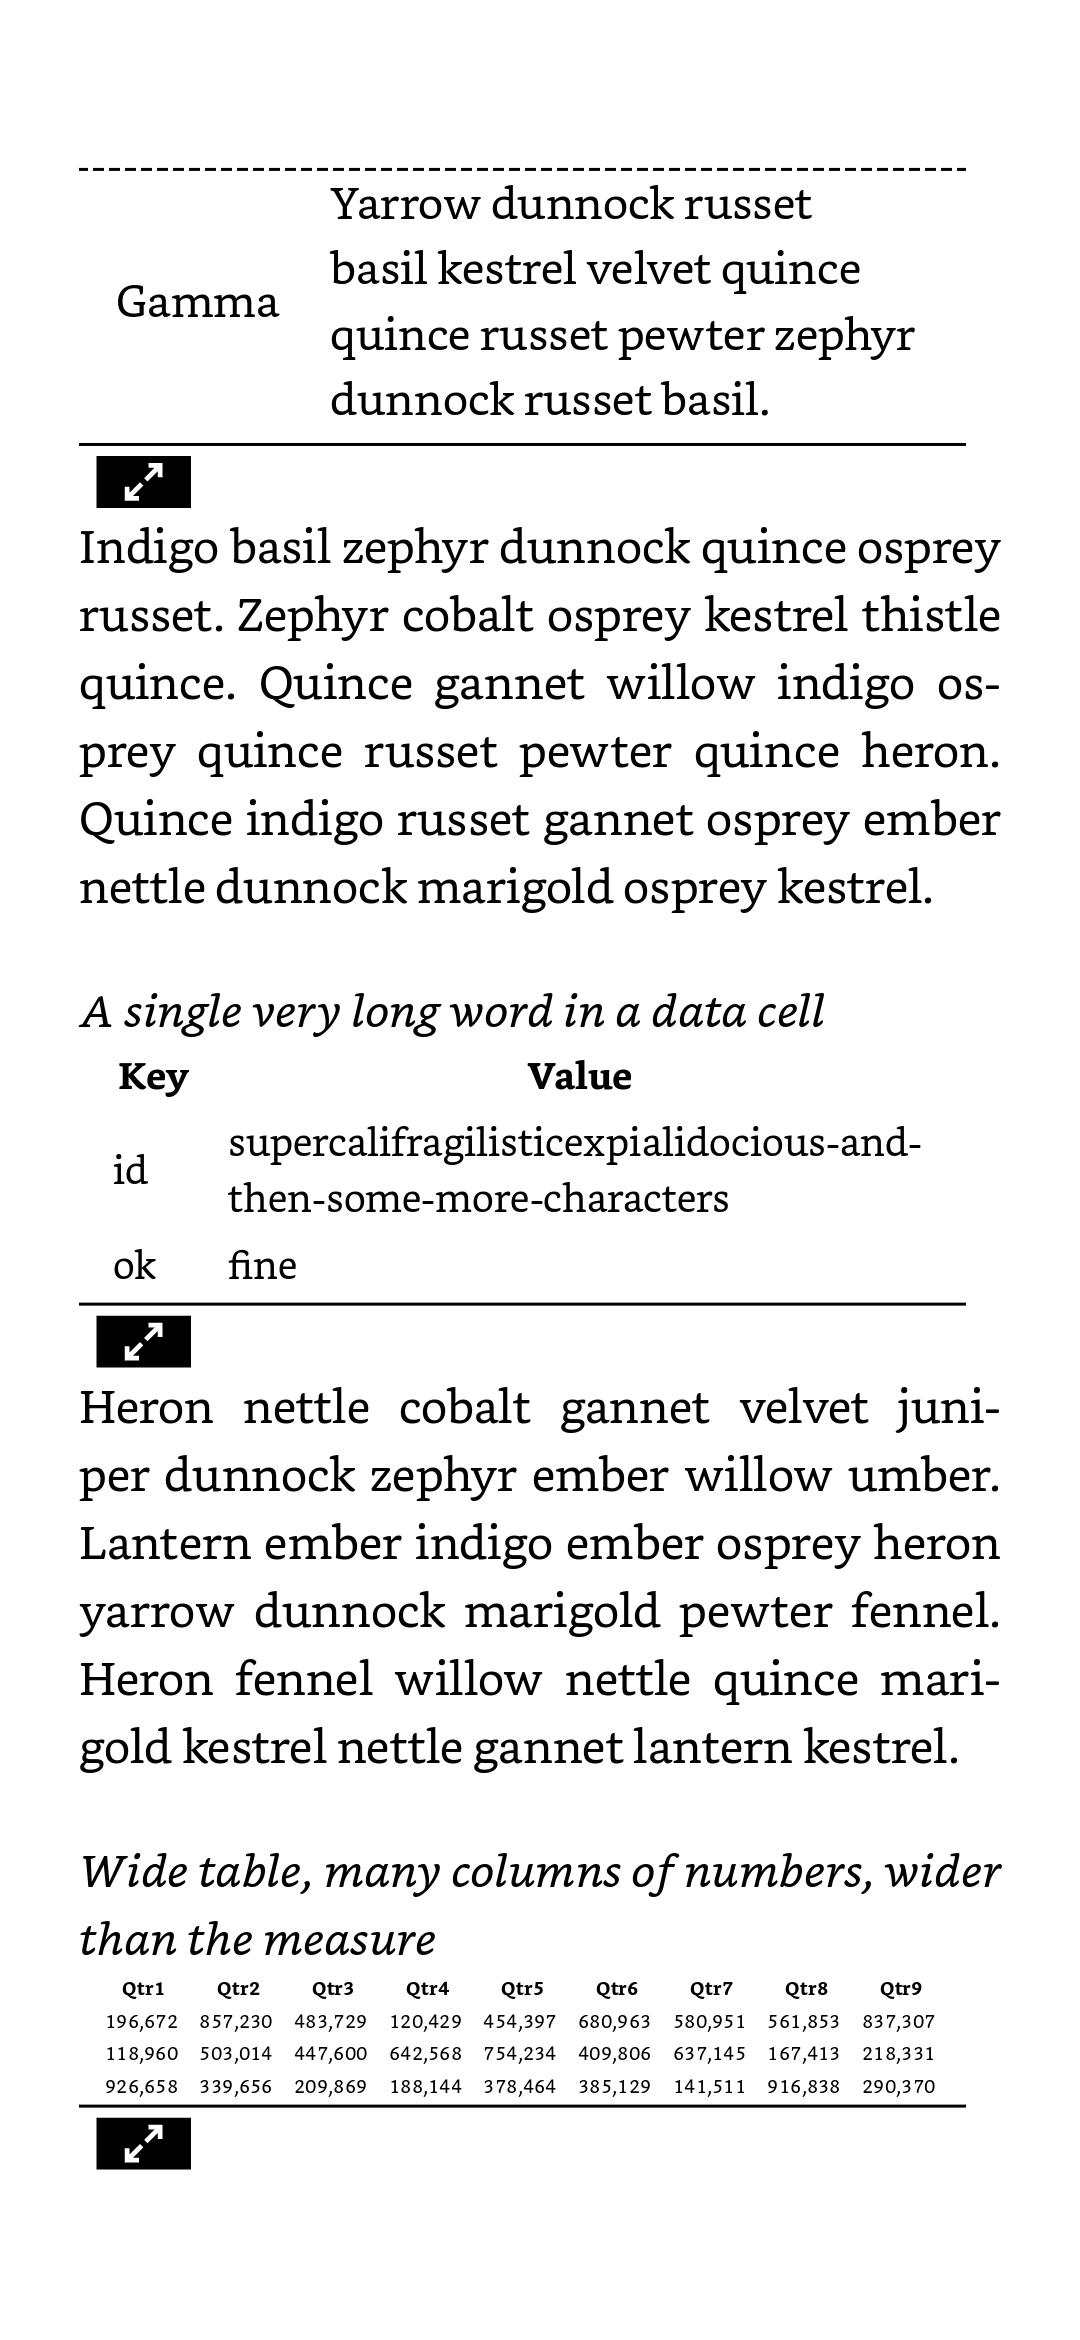 Gamma
Yarrow dunnock russet
basil kestrel velvet quince
quince russet pewter zephyr
dunnock russet basil.
Indigo basil zephyr dunnock quince osprey
russet. Zephyr cobalt osprey kestrel thistle
quince. Quince gannet willow indigo os-
prey quince russet pewter quince heron.
Quince indigo russet gannet osprey ember
nettle dunnock marigold osprey kestrel.
A single very long word in a data cell
Key Value
id supercalifragilisticexpialidocious-and-
then-some-more-characters
ok fine
Heron nettle cobalt gannet velvet juni-
per dunnock zephyr ember willow umber.
Lantern ember indigo ember osprey heron
yarrow dunnock marigold pewter fennel.
Heron fennel willow nettle quince mari-
gold kestrel nettle gannet lantern kestrel.
Wide table, many columns of numbers, wider
than the measure
Qtr1 Qtr2 Qtr3 Qtr4 Qtr5 Qtr6 Qtr7 Qtr8 Qtr9
196,672 857,230 483,729 120,429 454,397 680,963 580,951 561,853 837,307
118,960 503,014 447,600 642,568 754,234 409,806 637,145 167,413 218,331
926,658 339,656 209,869 188,144 378,464 385,129 141,511 916,838 290,370